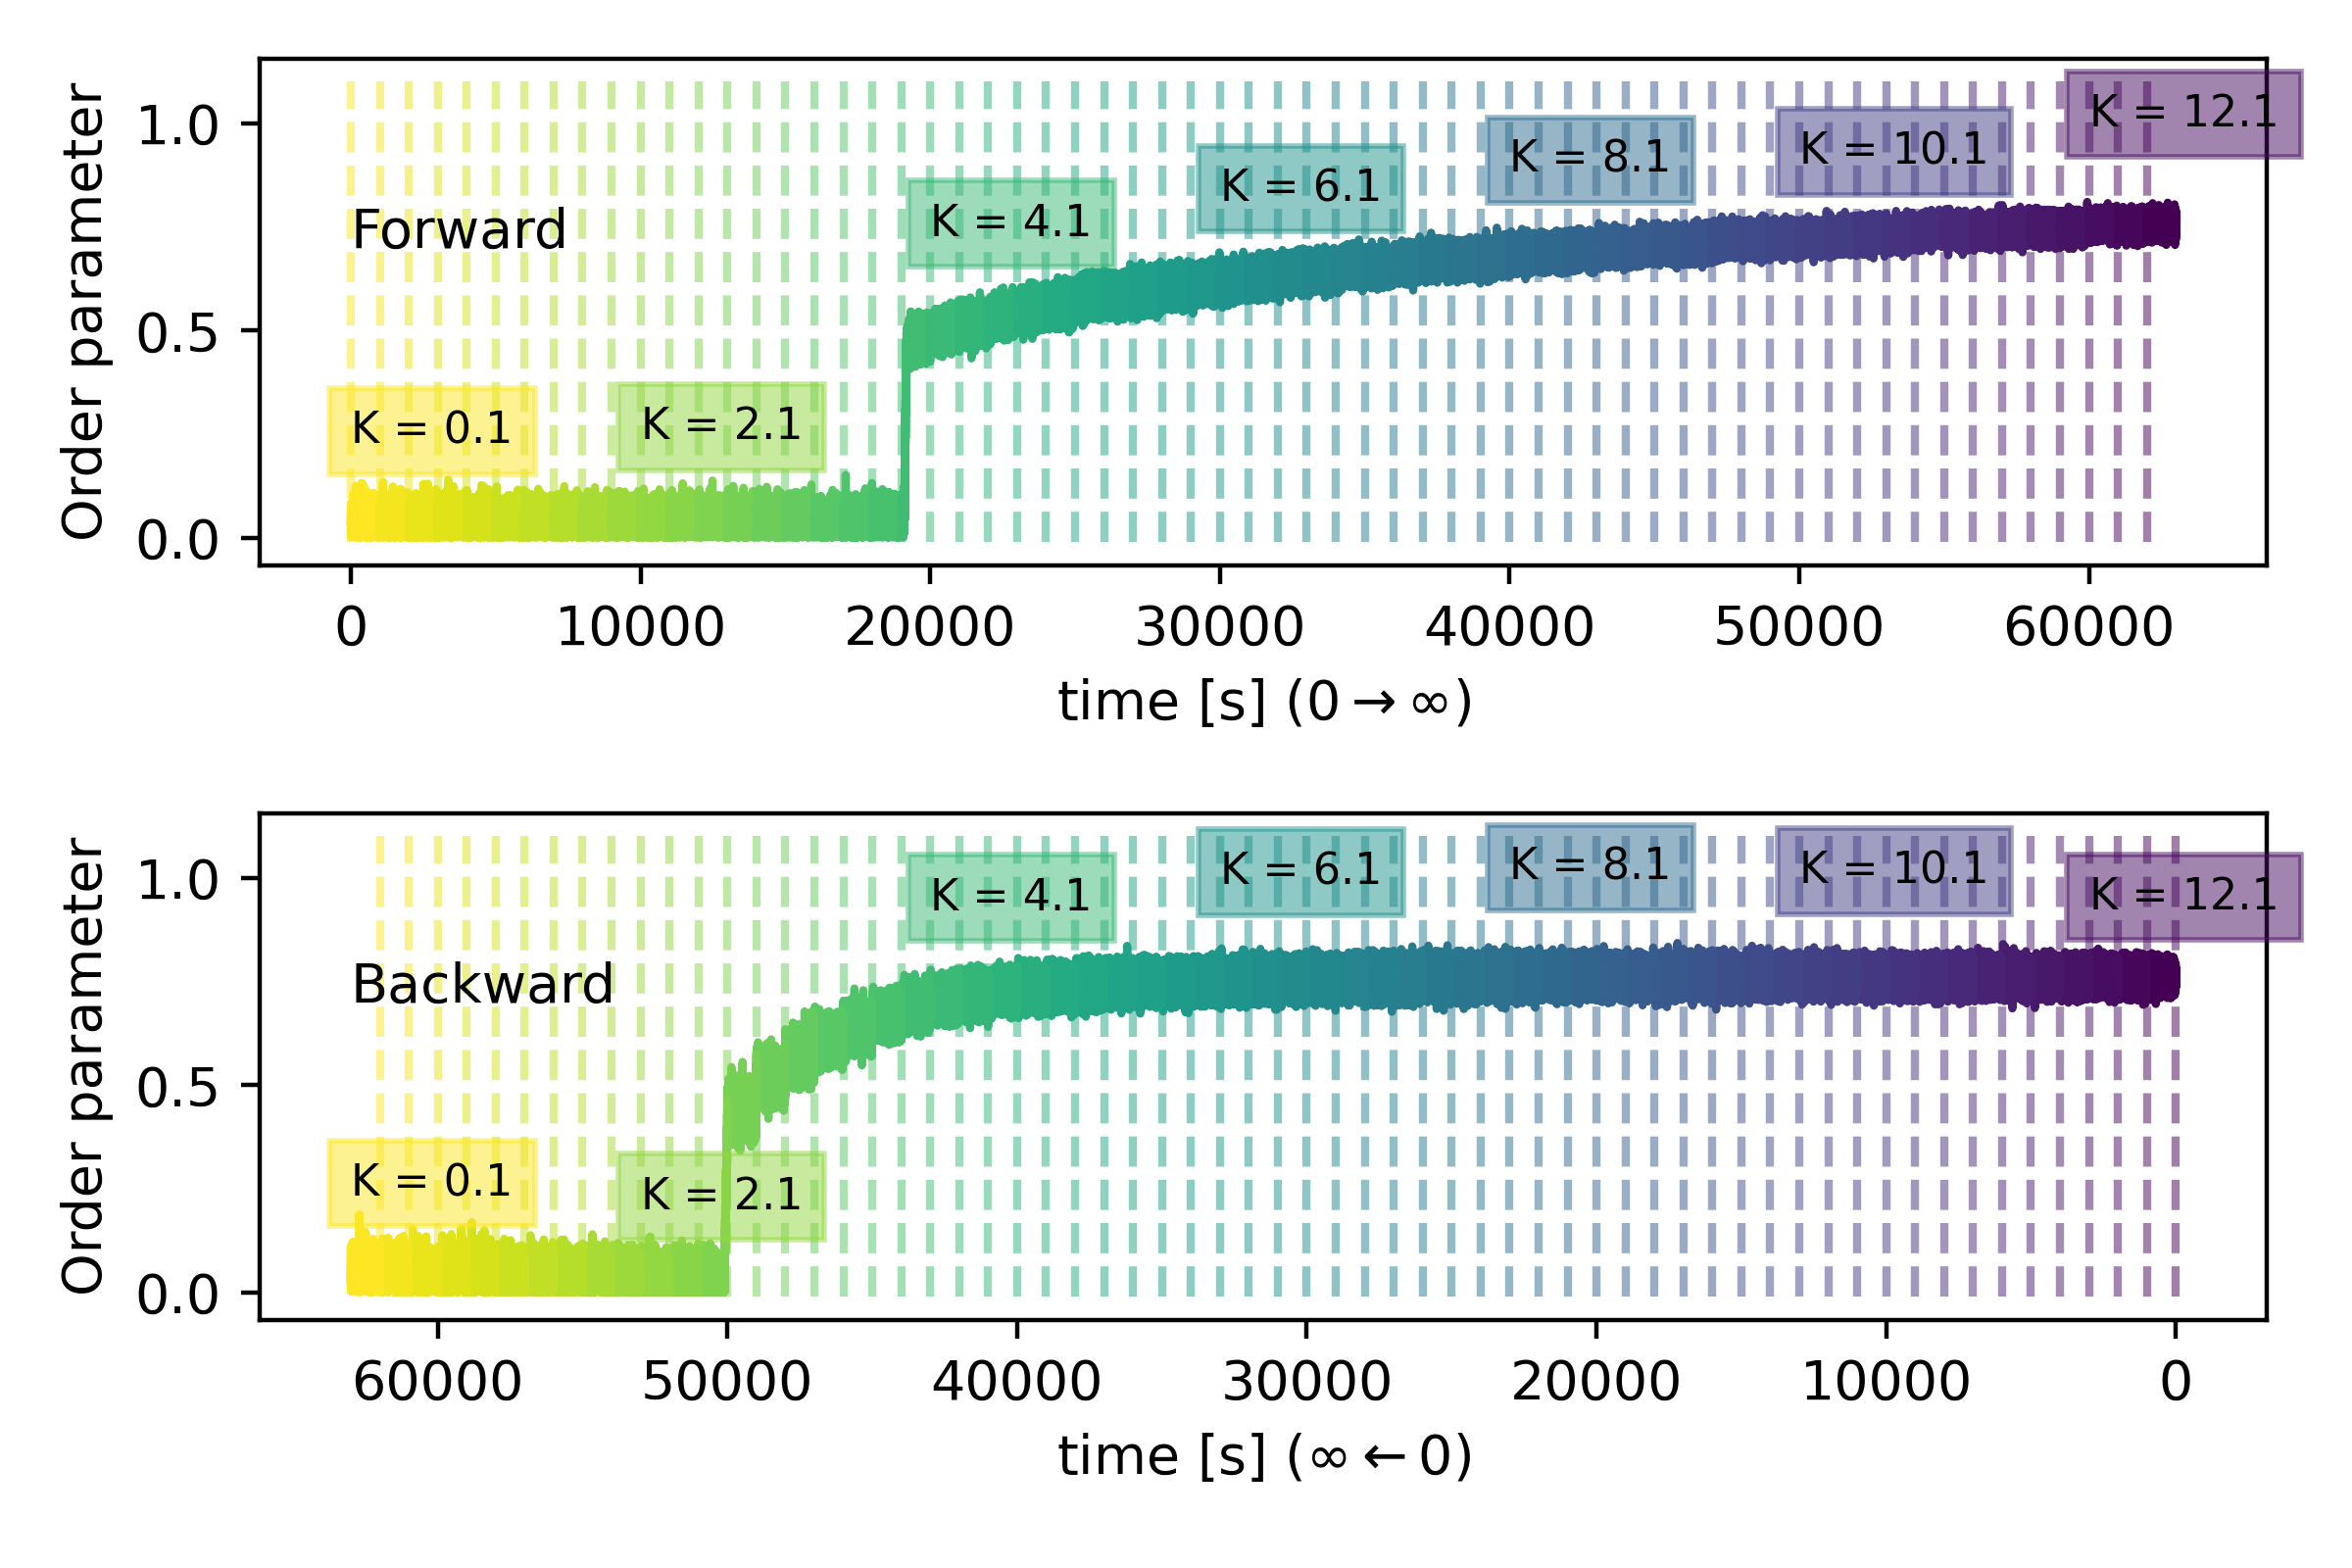 Order parameter
1.0
0.5
0.0
Forward
K = 0.1
K = 2.1
K = 4.1
K = 6.1
K = 8.1
K = 10.1
K = 12.1
0 10000 20000 30000 40000 50000 60000
time [s] (0 → ∞)
Order parameter
1.0
0.5
0.0
Backward
K = 0.1
K = 2.1
K = 4.1
K = 6.1
K = 8.1
K = 10.1
K = 12.1
60000 50000 40000 30000 20000 10000 0
time [s] (∞ ← 0)